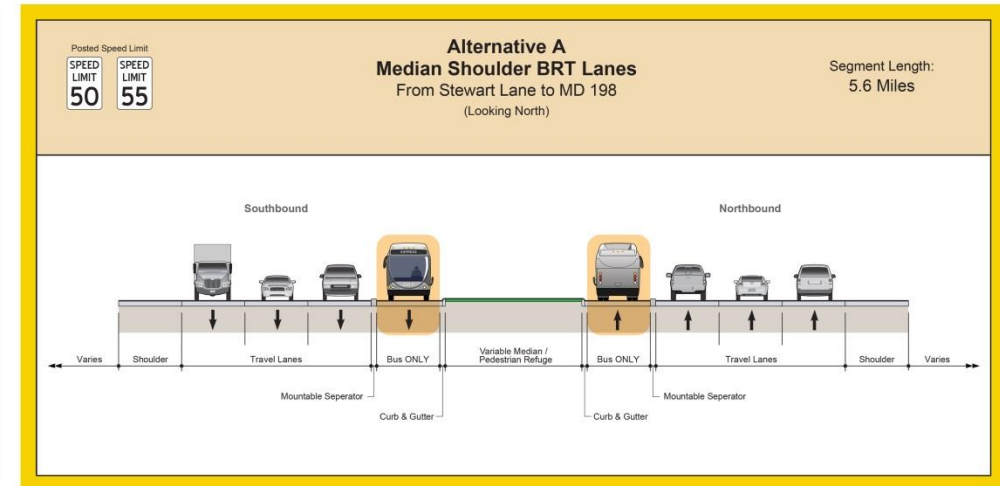 Posted Speed Limit
SPEED
LIMIT
50
SPEED
LIMIT
55
Alternative A
Median Shoulder BRT Lanes
From Stewart Lane to MD 198
(Looking North)
Segment Length:
5.6 Miles
Southbound
Northbound
EXPRESS
Varies
Shoulder
Travel Lanes
Bus ONLY
Variable Median /
Pedestrian Refuge
Bus ONLY
Travel Lanes
Shoulder
Varies
Mountable Seperator
Mountable Seperator
Curb & Gutter
Curb & Gutter